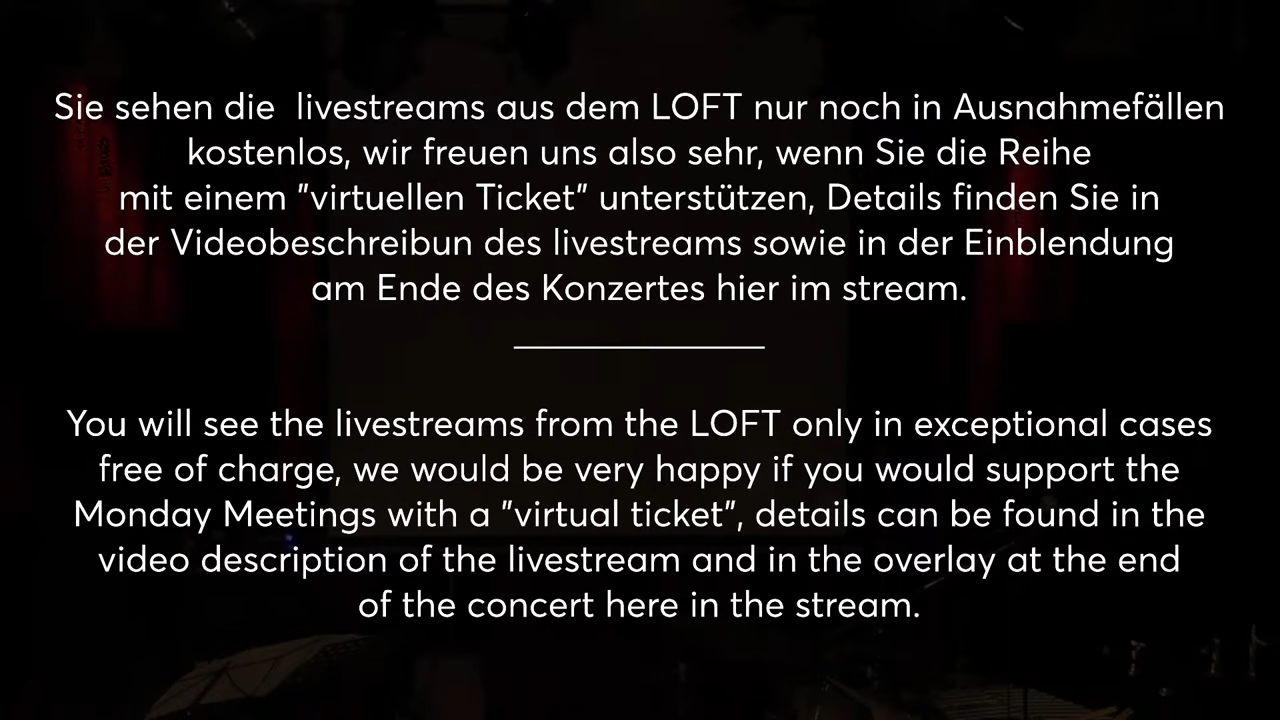 Sie sehen die  livestreams aus dem LOFT nur noch in Ausnahmefällen
kostenlos, wir freuen uns also sehr, wenn Sie die Reihe
mit einem "virtuellen Ticket" unterstützen, Details finden Sie in
der Videobeschreibun des livestreams sowie in der Einblendung
am Ende des Konzertes hier im stream.
You will see the livestreams from the LOFT only in exceptional cases
free of charge, we would be very happy if you would support the
Monday Meetings with a "virtual ticket", details can be found in the
video description of the livestream and in the overlay at the end
of the concert here in the stream.